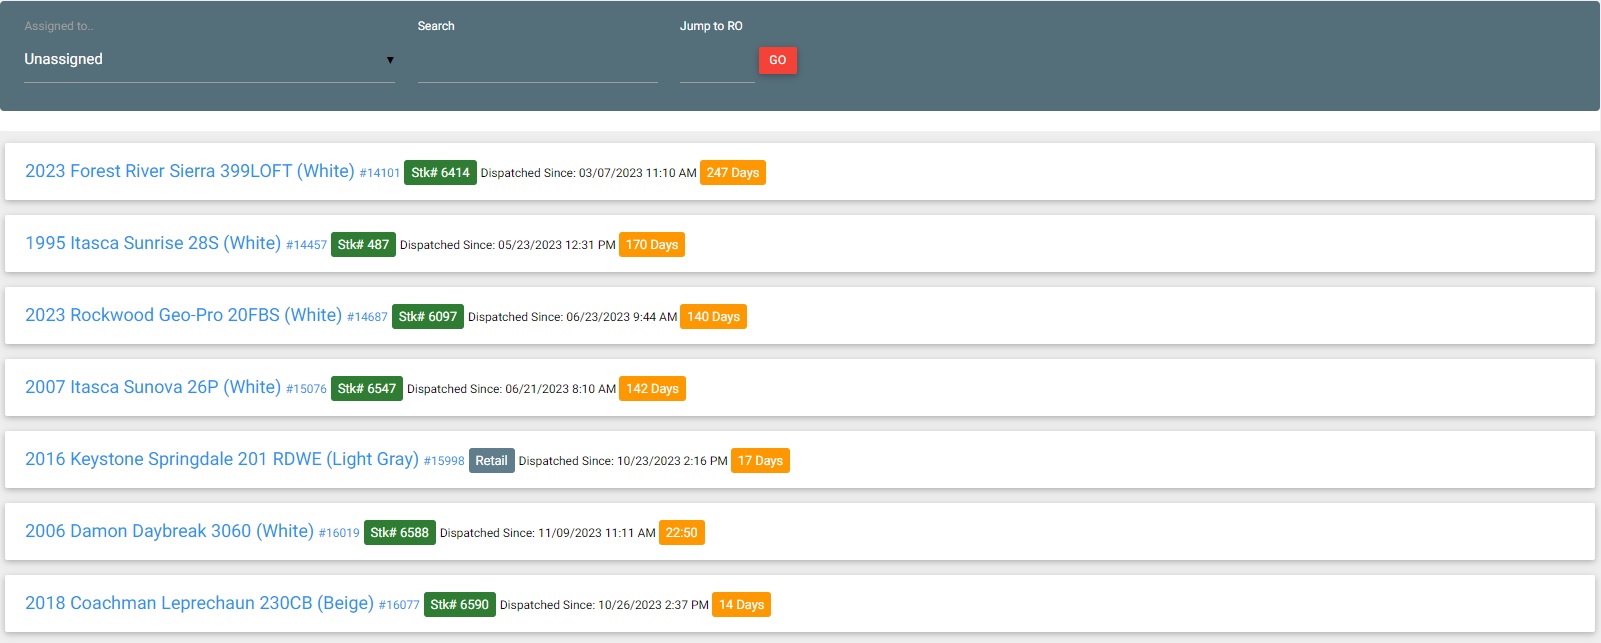 Assigned to... Search Jump to RO
Unassigned ▼ GO
2023 Forest River Sierra 399LOFT (White) #14101 Stk# 6414 Dispatched Since: 03/07/2023 11:10 AM 247 Days
1995 Itasca Sunrise 28S (White) #14457 Stk# 487 Dispatched Since: 05/23/2023 12:31 PM 170 Days
2023 Rockwood Geo-Pro 20FBS (White) #14687 Stk# 6097 Dispatched Since: 06/23/2023 9:44 AM 140 Days
2007 Itasca Sunova 26P (White) #15076 Stk# 6547 Dispatched Since: 06/21/2023 8:10 AM 142 Days
2016 Keystone Springdale 201 RDWE (Light Gray) #15998 Retail Dispatched Since: 10/23/2023 2:16 PM 17 Days
2006 Damon Daybreak 3060 (White) #16019 Stk# 6588 Dispatched Since: 11/09/2023 11:11 AM 22:50
2018 Coachman Leprechaun 230CB (Beige) #16077 Stk# 6590 Dispatched Since: 10/26/2023 2:37 PM 14 Days